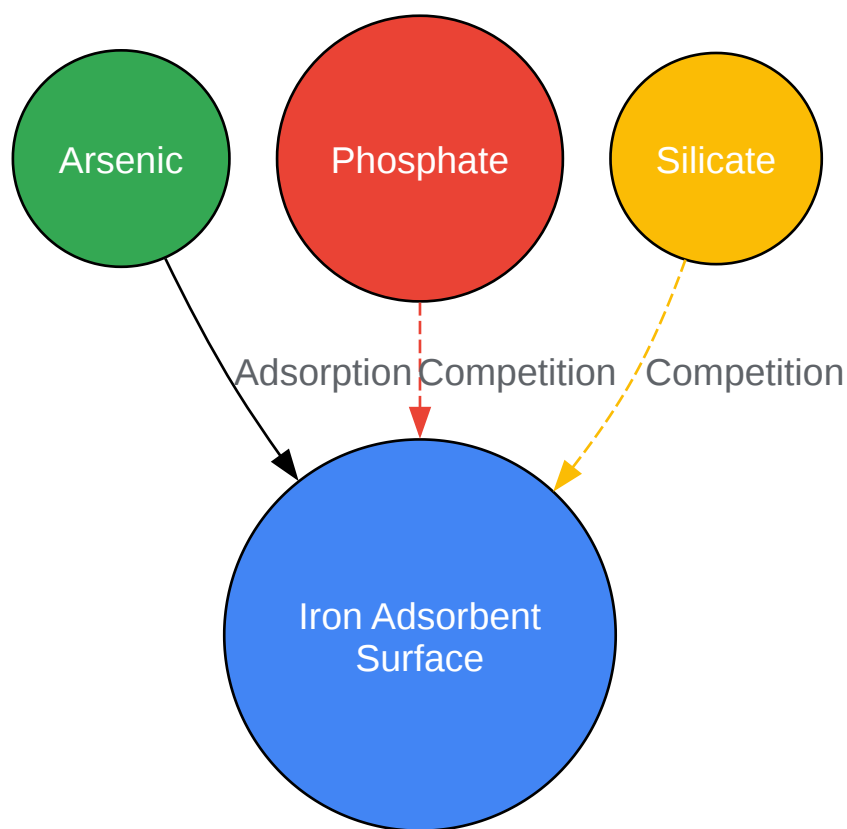 Arsenic
Phosphate
Silicate
Adsorption
Competition
Competition
Iron Adsorbent
Surface